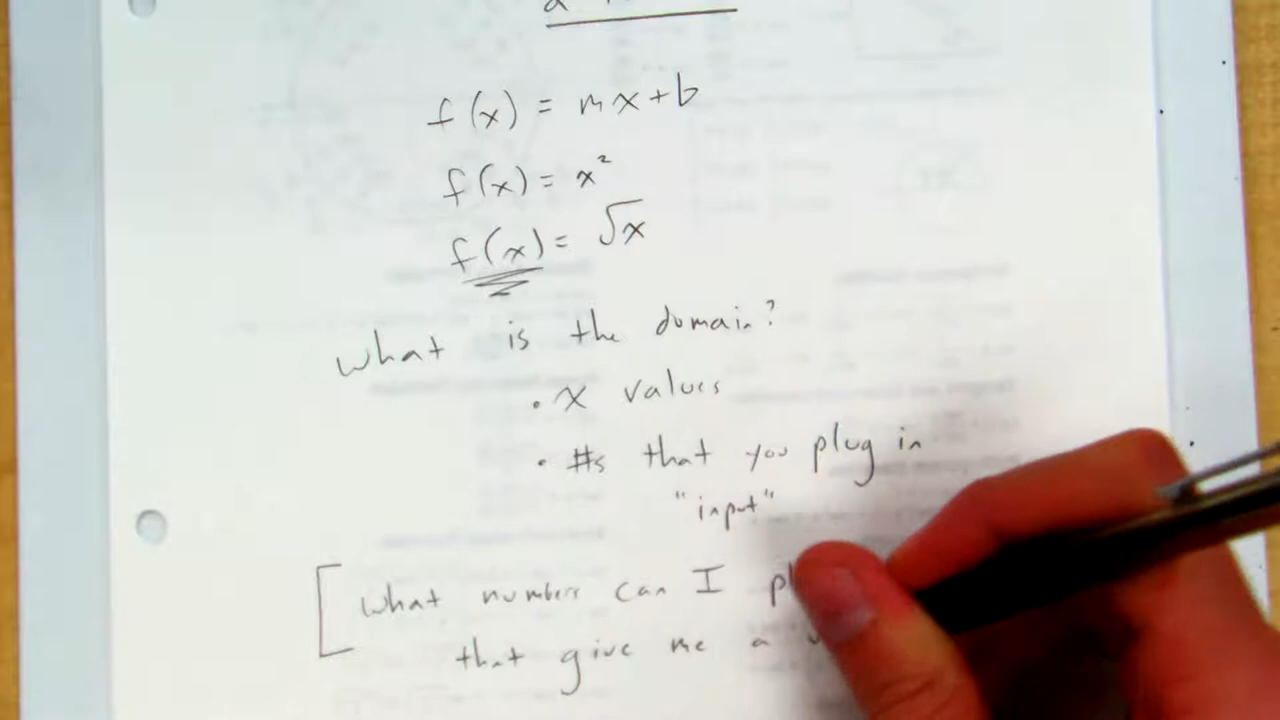 f(x) = mx+b
f(x) = x²
f(x) = √x
What is the domain?
• x values
• #s that you plug in
"input"
[What numbers can I
that give me a